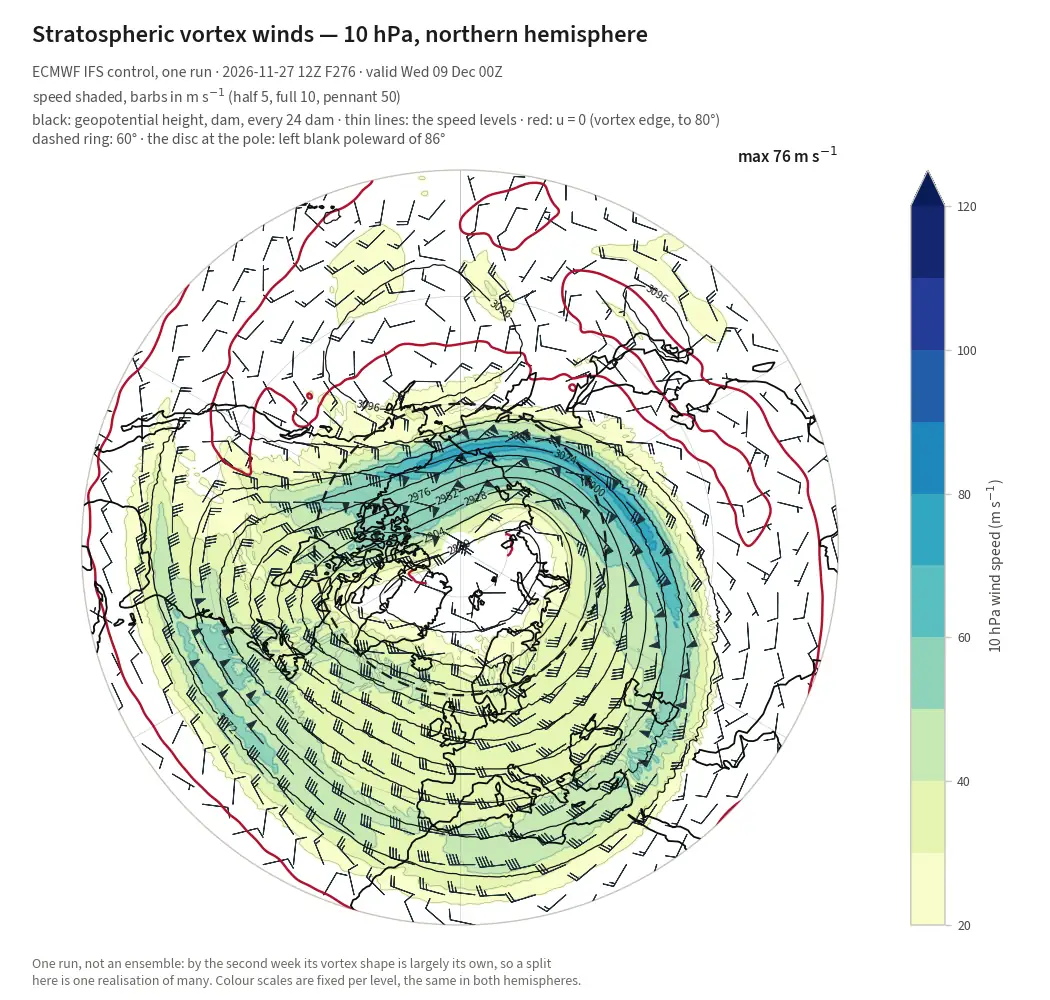 Stratospheric vortex winds — 10 hPa, northern hemisphere
ECMWF IFS control, one run · 2026-11-27 12Z F276 · valid Wed 09 Dec 00Z
speed shaded, barbs in m s⁻¹ (half 5, full 10, pennant 50)
black: geopotential height, dam, every 24 dam · thin lines: the speed levels · red: u = 0 (vortex edge, to 80°)
dashed ring: 60° · the disc at the pole: left blank poleward of 86°
max 76 m s⁻¹
120
100
80
60
40
20
10 hPa wind speed (m s⁻¹)
3096
3096
3096
3024
3000
2976
2952
2928
2904
One run, not an ensemble: by the second week its vortex shape is largely its own, so a split
here is one realisation of many. Colour scales are fixed per level, the same in both hemispheres.